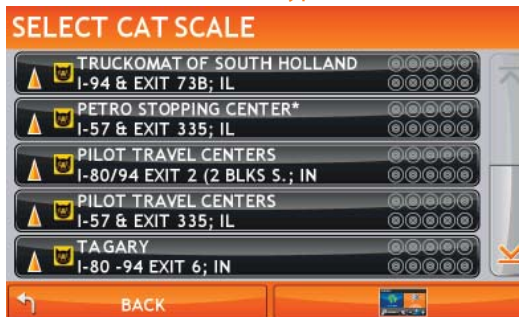 SELECT CAT SCALE
TRUCKOMAT OF SOUTH HOLLAND
I-94 & EXIT 73B; IL
PETRO STOPPING CENTER*
I-57 & EXIT 335; IL
PILOT TRAVEL CENTERS
I-80/94 EXIT 2 (2 BLKS S.; IN
PILOT TRAVEL CENTERS
I-57 & EXIT 335; IL
TA GARY
I-80 -94 EXIT 6; IN
BACK